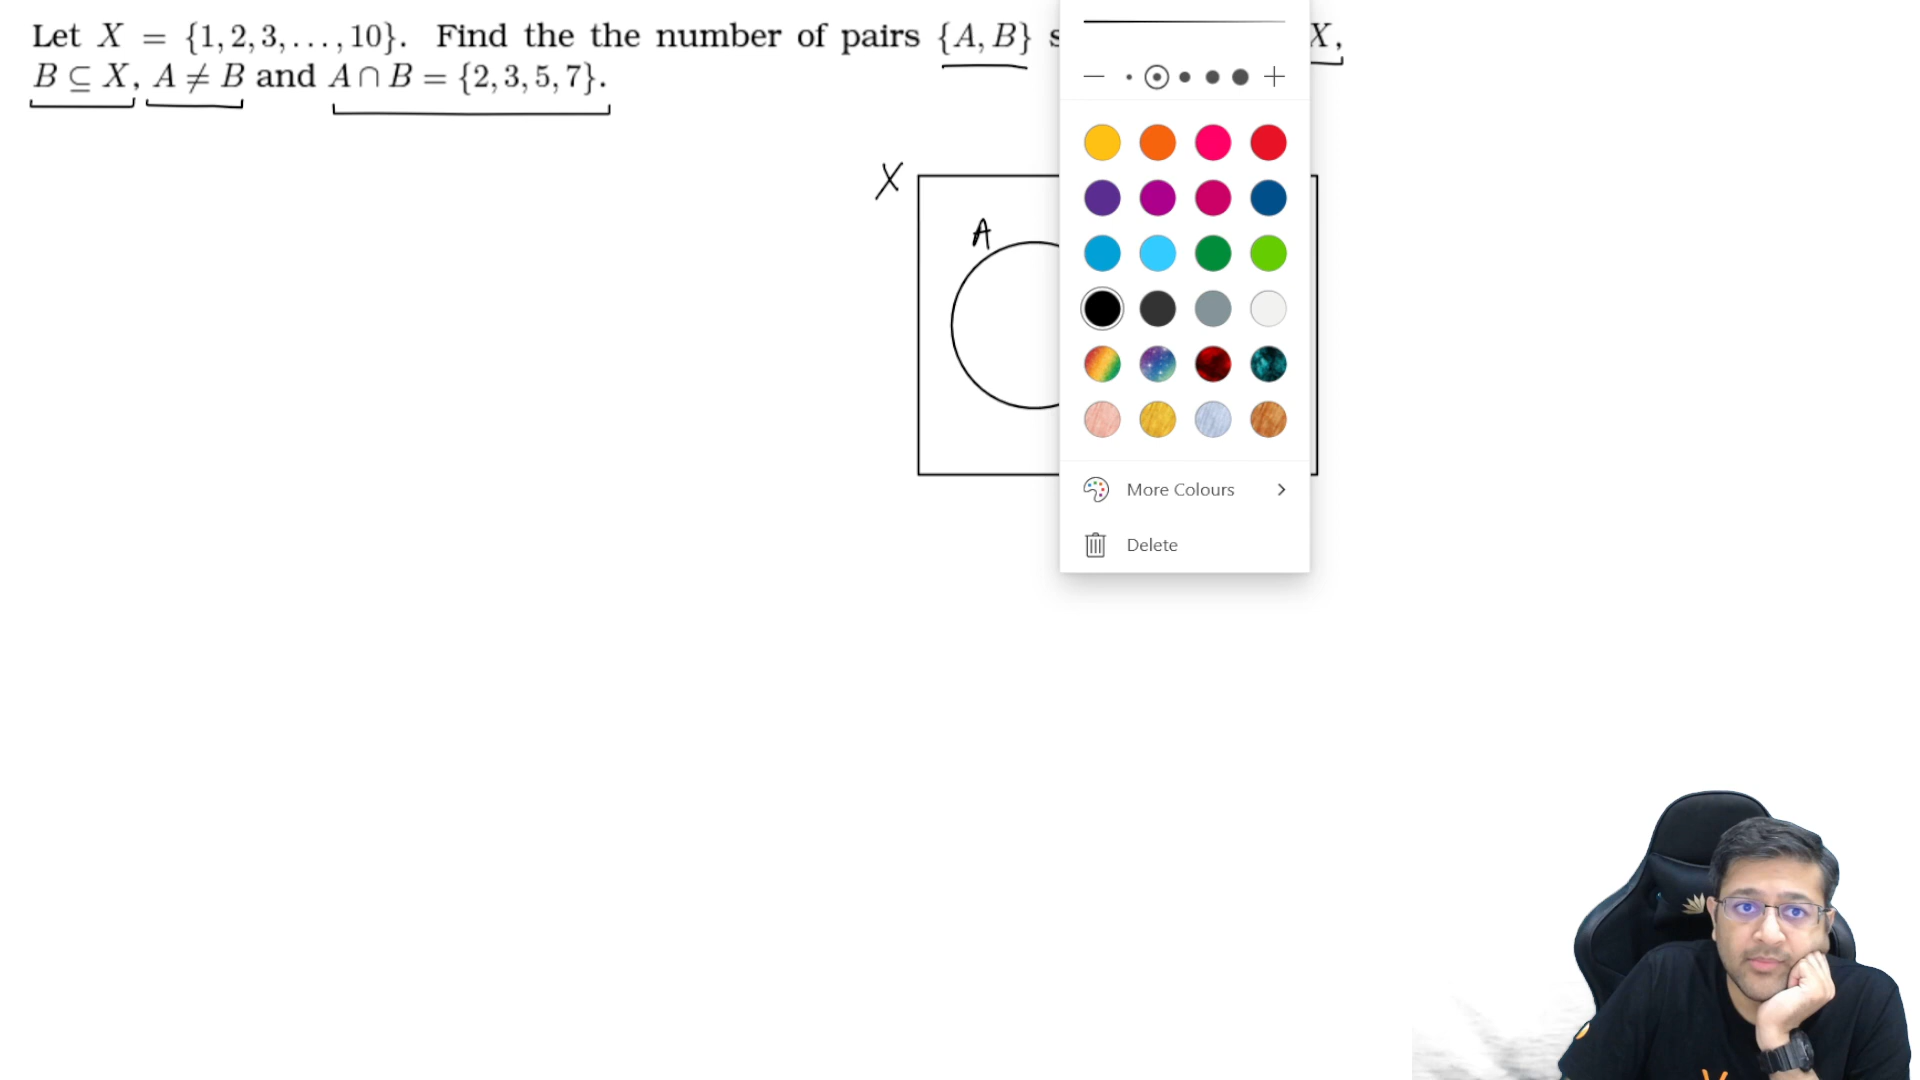 Let X = {1, 2, 3, . . . , 10}. Find the the number of pairs {A, B} s X,
B ⊆ X, A ≠ B and A ∩ B = {2, 3, 5, 7}.
X
A
More Colours
Delete